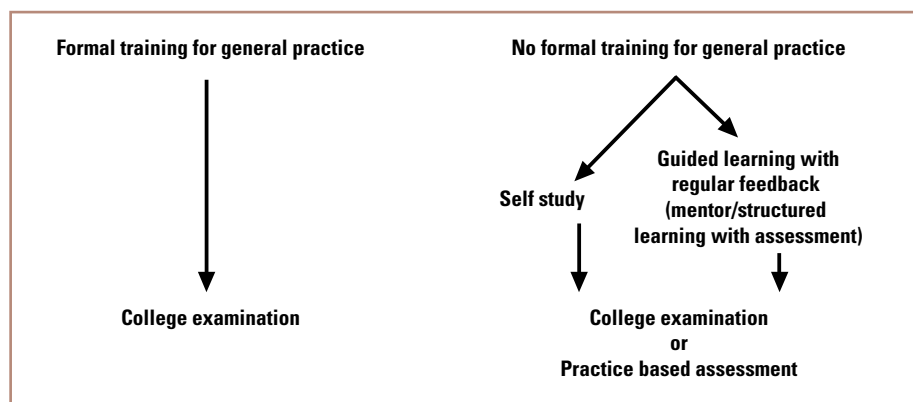 Formal training for general practice
College examination
No formal training for general practice
Self study
Guided learning with
regular feedback
(mentor/structured
learning with assessment)
College examination
or
Practice based assessment